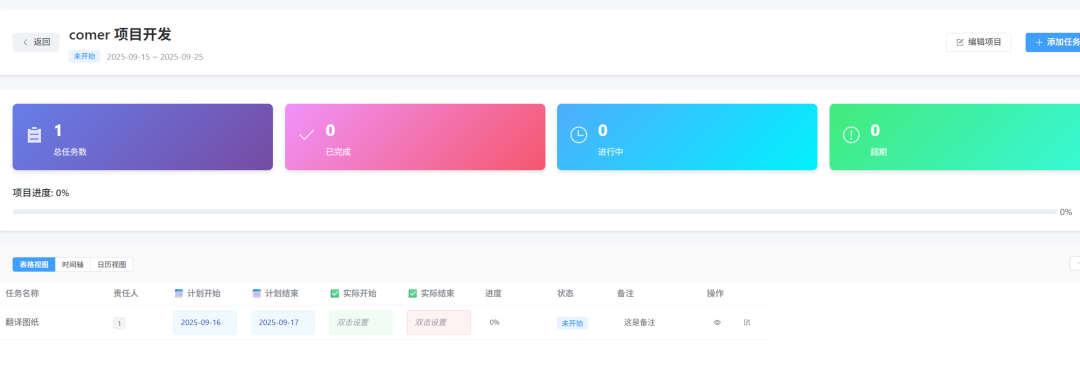 返回
comer 项目开发
未开始 2025-09-15 ~ 2025-09-25
编辑项目
添加任务
1
总任务数
0
已完成
0
进行中
0
超期
项目进度: 0%
0%
表格视图 时间轴 日历视图
任务名称 责任人 计划开始 计划结束 实际开始 实际结束 进度 状态 备注 操作
翻译图纸 1 2025-09-16 2025-09-17 双击设置 双击设置 0% 未开始 这是备注